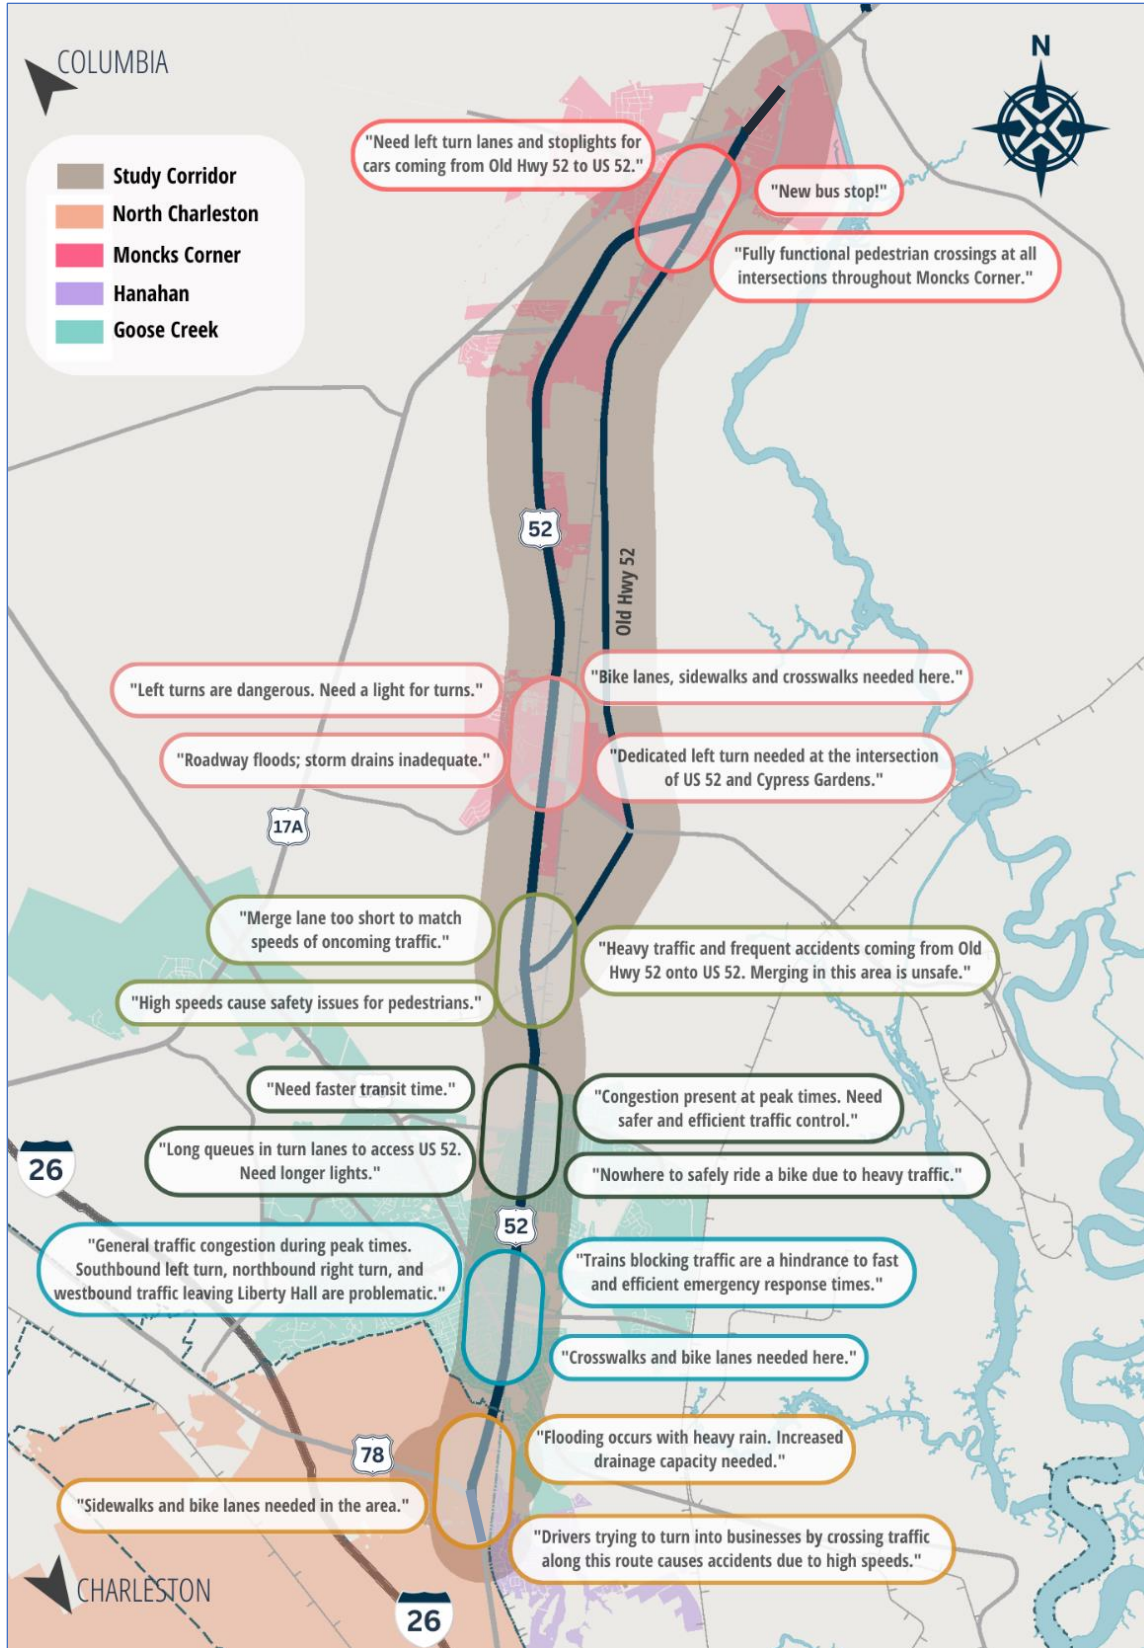 COLUMBIA
N
Study Corridor
North Charleston
Moncks Corner
Hanahan
Goose Creek
"Need left turn lanes and stoplights for
cars coming from Old Hwy 52 to US 52."
"New bus stop!"
"Fully functional pedestrian crossings at all
intersections throughout Moncks Corner."
52
Old Hwy 52
"Left turns are dangerous. Need a light for turns."
"Bike lanes, sidewalks and crosswalks needed here."
"Roadway floods; storm drains inadequate."
"Dedicated left turn needed at the intersection
of US 52 and Cypress Gardens."
17A
"Merge lane too short to match
speeds of oncoming traffic."
"Heavy traffic and frequent accidents coming from Old
Hwy 52 onto US 52. Merging in this area is unsafe."
"High speeds cause safety issues for pedestrians."
"Need faster transit time."
"Congestion present at peak times. Need
safer and efficient traffic control."
"Long queues in turn lanes to access US 52.
Need longer lights."
"Nowhere to safely ride a bike due to heavy traffic."
26
52
"General traffic congestion during peak times.
Southbound left turn, northbound right turn, and
westbound traffic leaving Liberty Hall are problematic."
"Trains blocking traffic are a hindrance to fast
and efficient emergency response times."
"Crosswalks and bike lanes needed here."
78
"Flooding occurs with heavy rain. Increased
drainage capacity needed."
"Sidewalks and bike lanes needed in the area."
"Drivers trying to turn into businesses by crossing traffic
along this route causes accidents due to high speeds."
CHARLESTON
26